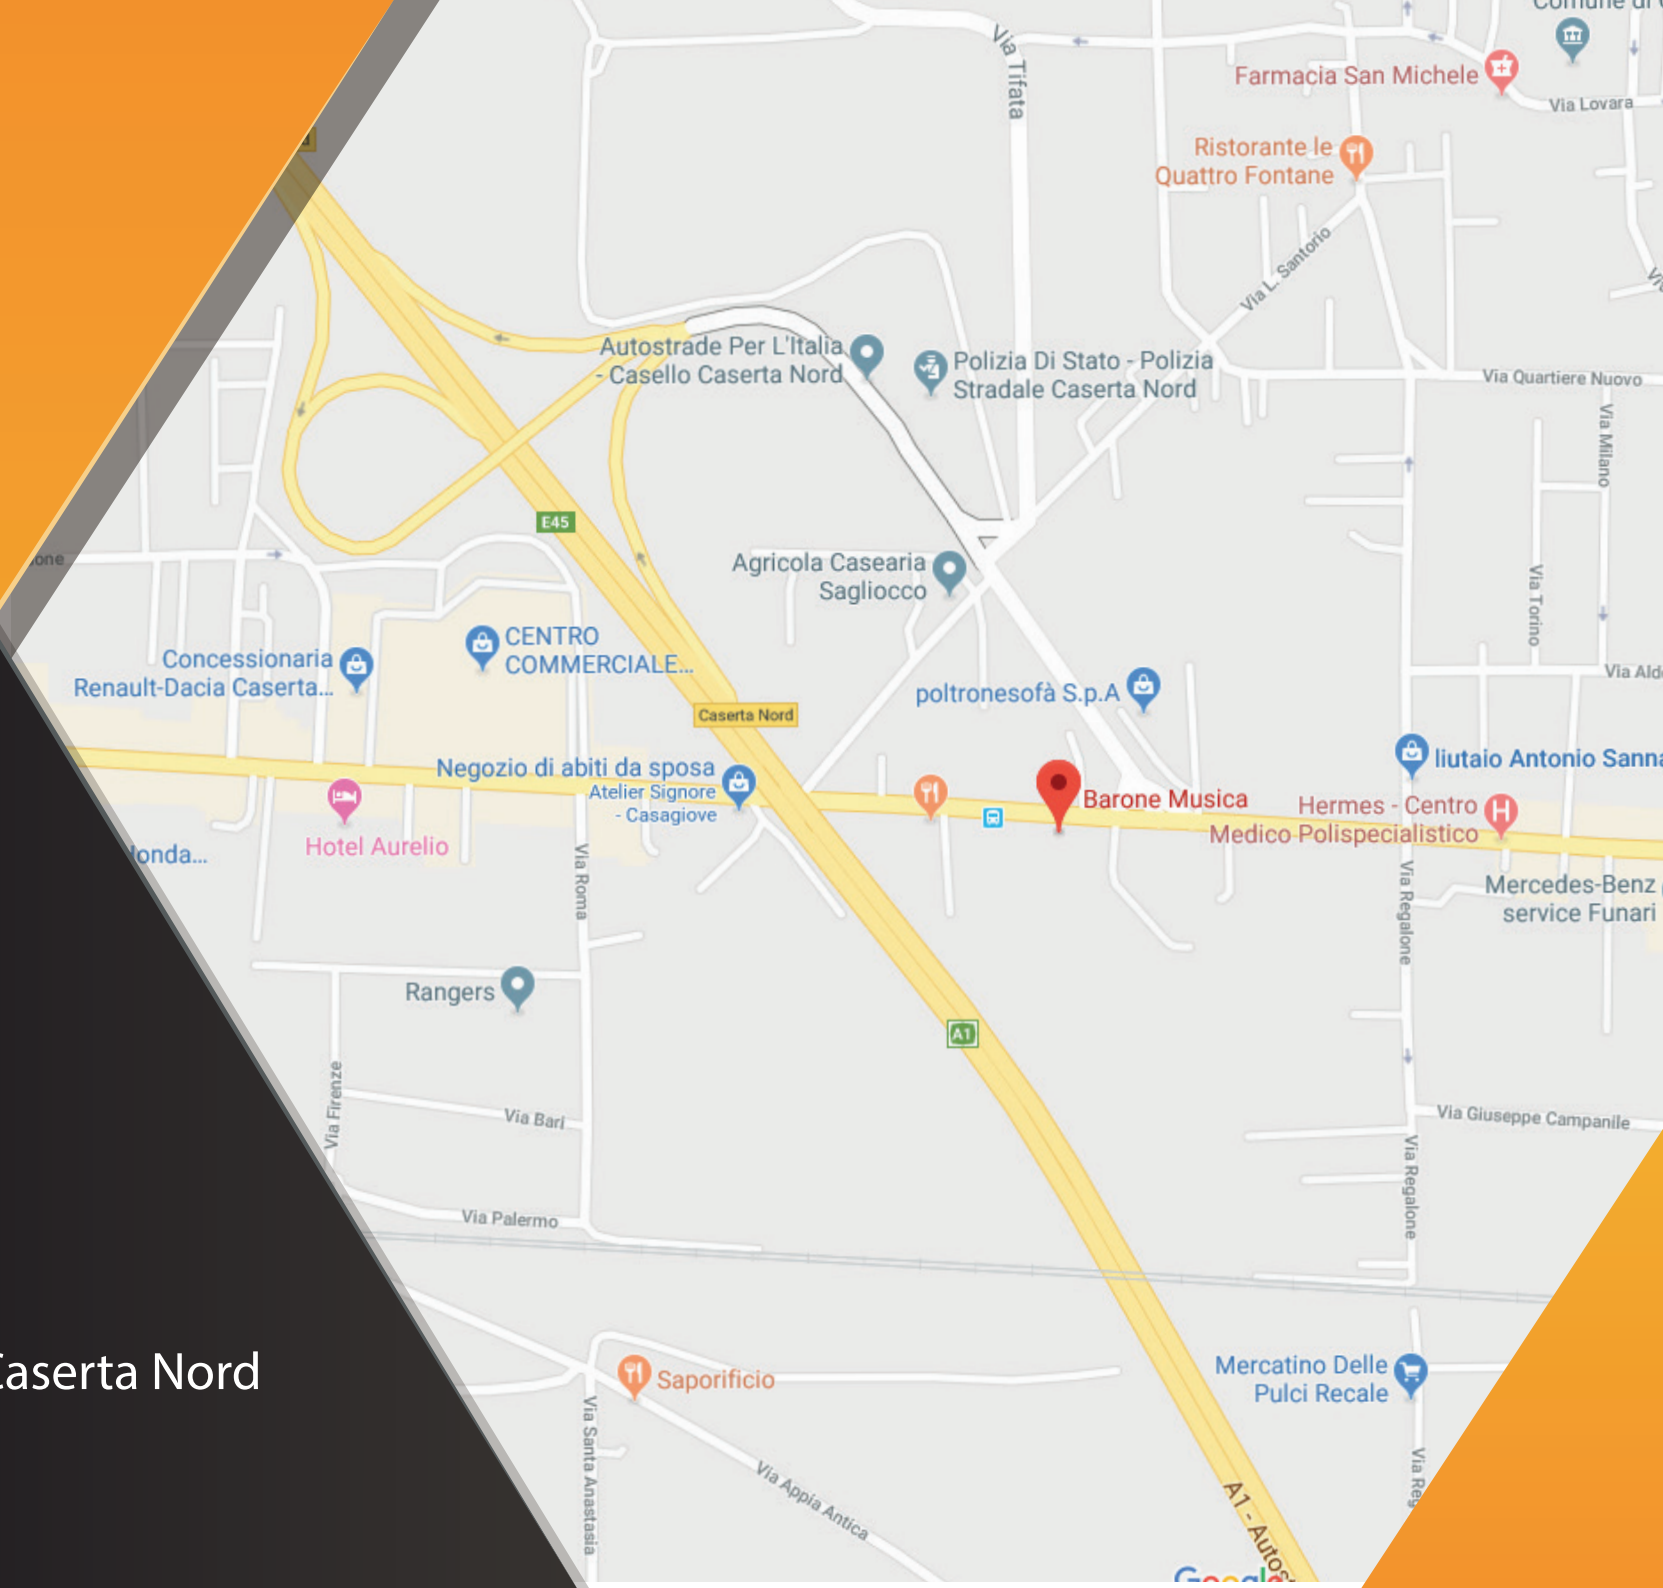 Via Tifata
Farmacia San Michele
Via Lovara
Ristorante le
Quattro Fontane
Via L. Santorio
Autostrade Per L'Italia
- Casello Caserta Nord
Polizia Di Stato - Polizia
Stradale Caserta Nord
Via Quartiere Nuovo
Via Milano
E45
Agricola Casearia
Sagliocco
Via Torino
CENTRO
COMMERCIALE...
Concessionaria
Renault-Dacia Caserta...
poltronesofà S.p.A
Caserta Nord
Negozio di abiti da sposa
Atelier Signore
- Casagiove
liutaio Antonio Sanna
Barone Musica
Hermes - Centro
Medico Polispecialistico
Hotel Aurelio
Via Roma
Via Regalone
Mercedes-Benz
service Funari
Rangers
A1
Via Firenze
Via Bari
Via Giuseppe Campanile
Via Regalone
Via Palermo
Caserta Nord
Saporificio
Mercatino Delle
Pulci Recale
Via Santa Anastasia
Via Appia Antica
A1 - Autos
Google